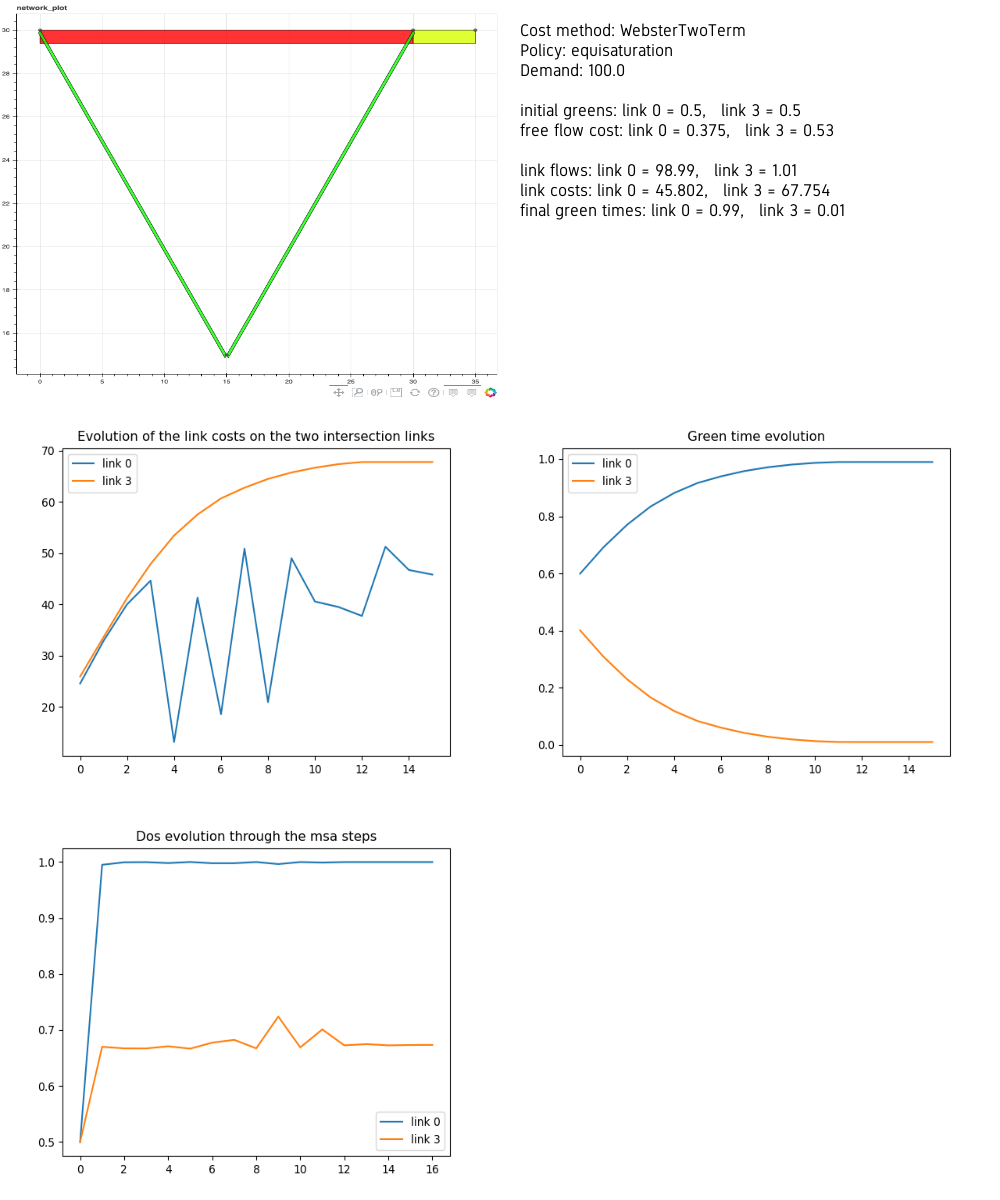 network_plot
30
28
26
24
22
20
18
16
0 5 10 15 20 25 30 35
Cost method: WebsterTwoTerm
Policy: equisaturation
Demand: 100.0
initial greens: link 0 = 0.5, link 3 = 0.5
free flow cost: link 0 = 0.375, link 3 = 0.53
link flows: link 0 = 98.99, link 3 = 1.01
link costs: link 0 = 45.802, link 3 = 67.754
final green times: link 0 = 0.99, link 3 = 0.01
Evolution of the link costs on the two intersection links
link 0
link 3
70
60
50
40
30
20
0 2 4 6 8 10 12 14
Green time evolution
link 0
link 3
1.0
0.8
0.6
0.4
0.2
0.0
0 2 4 6 8 10 12 14
Dos evolution through the msa steps
1.0
0.9
0.8
0.7
0.6
0.5
link 0
link 3
0 2 4 6 8 10 12 14 16